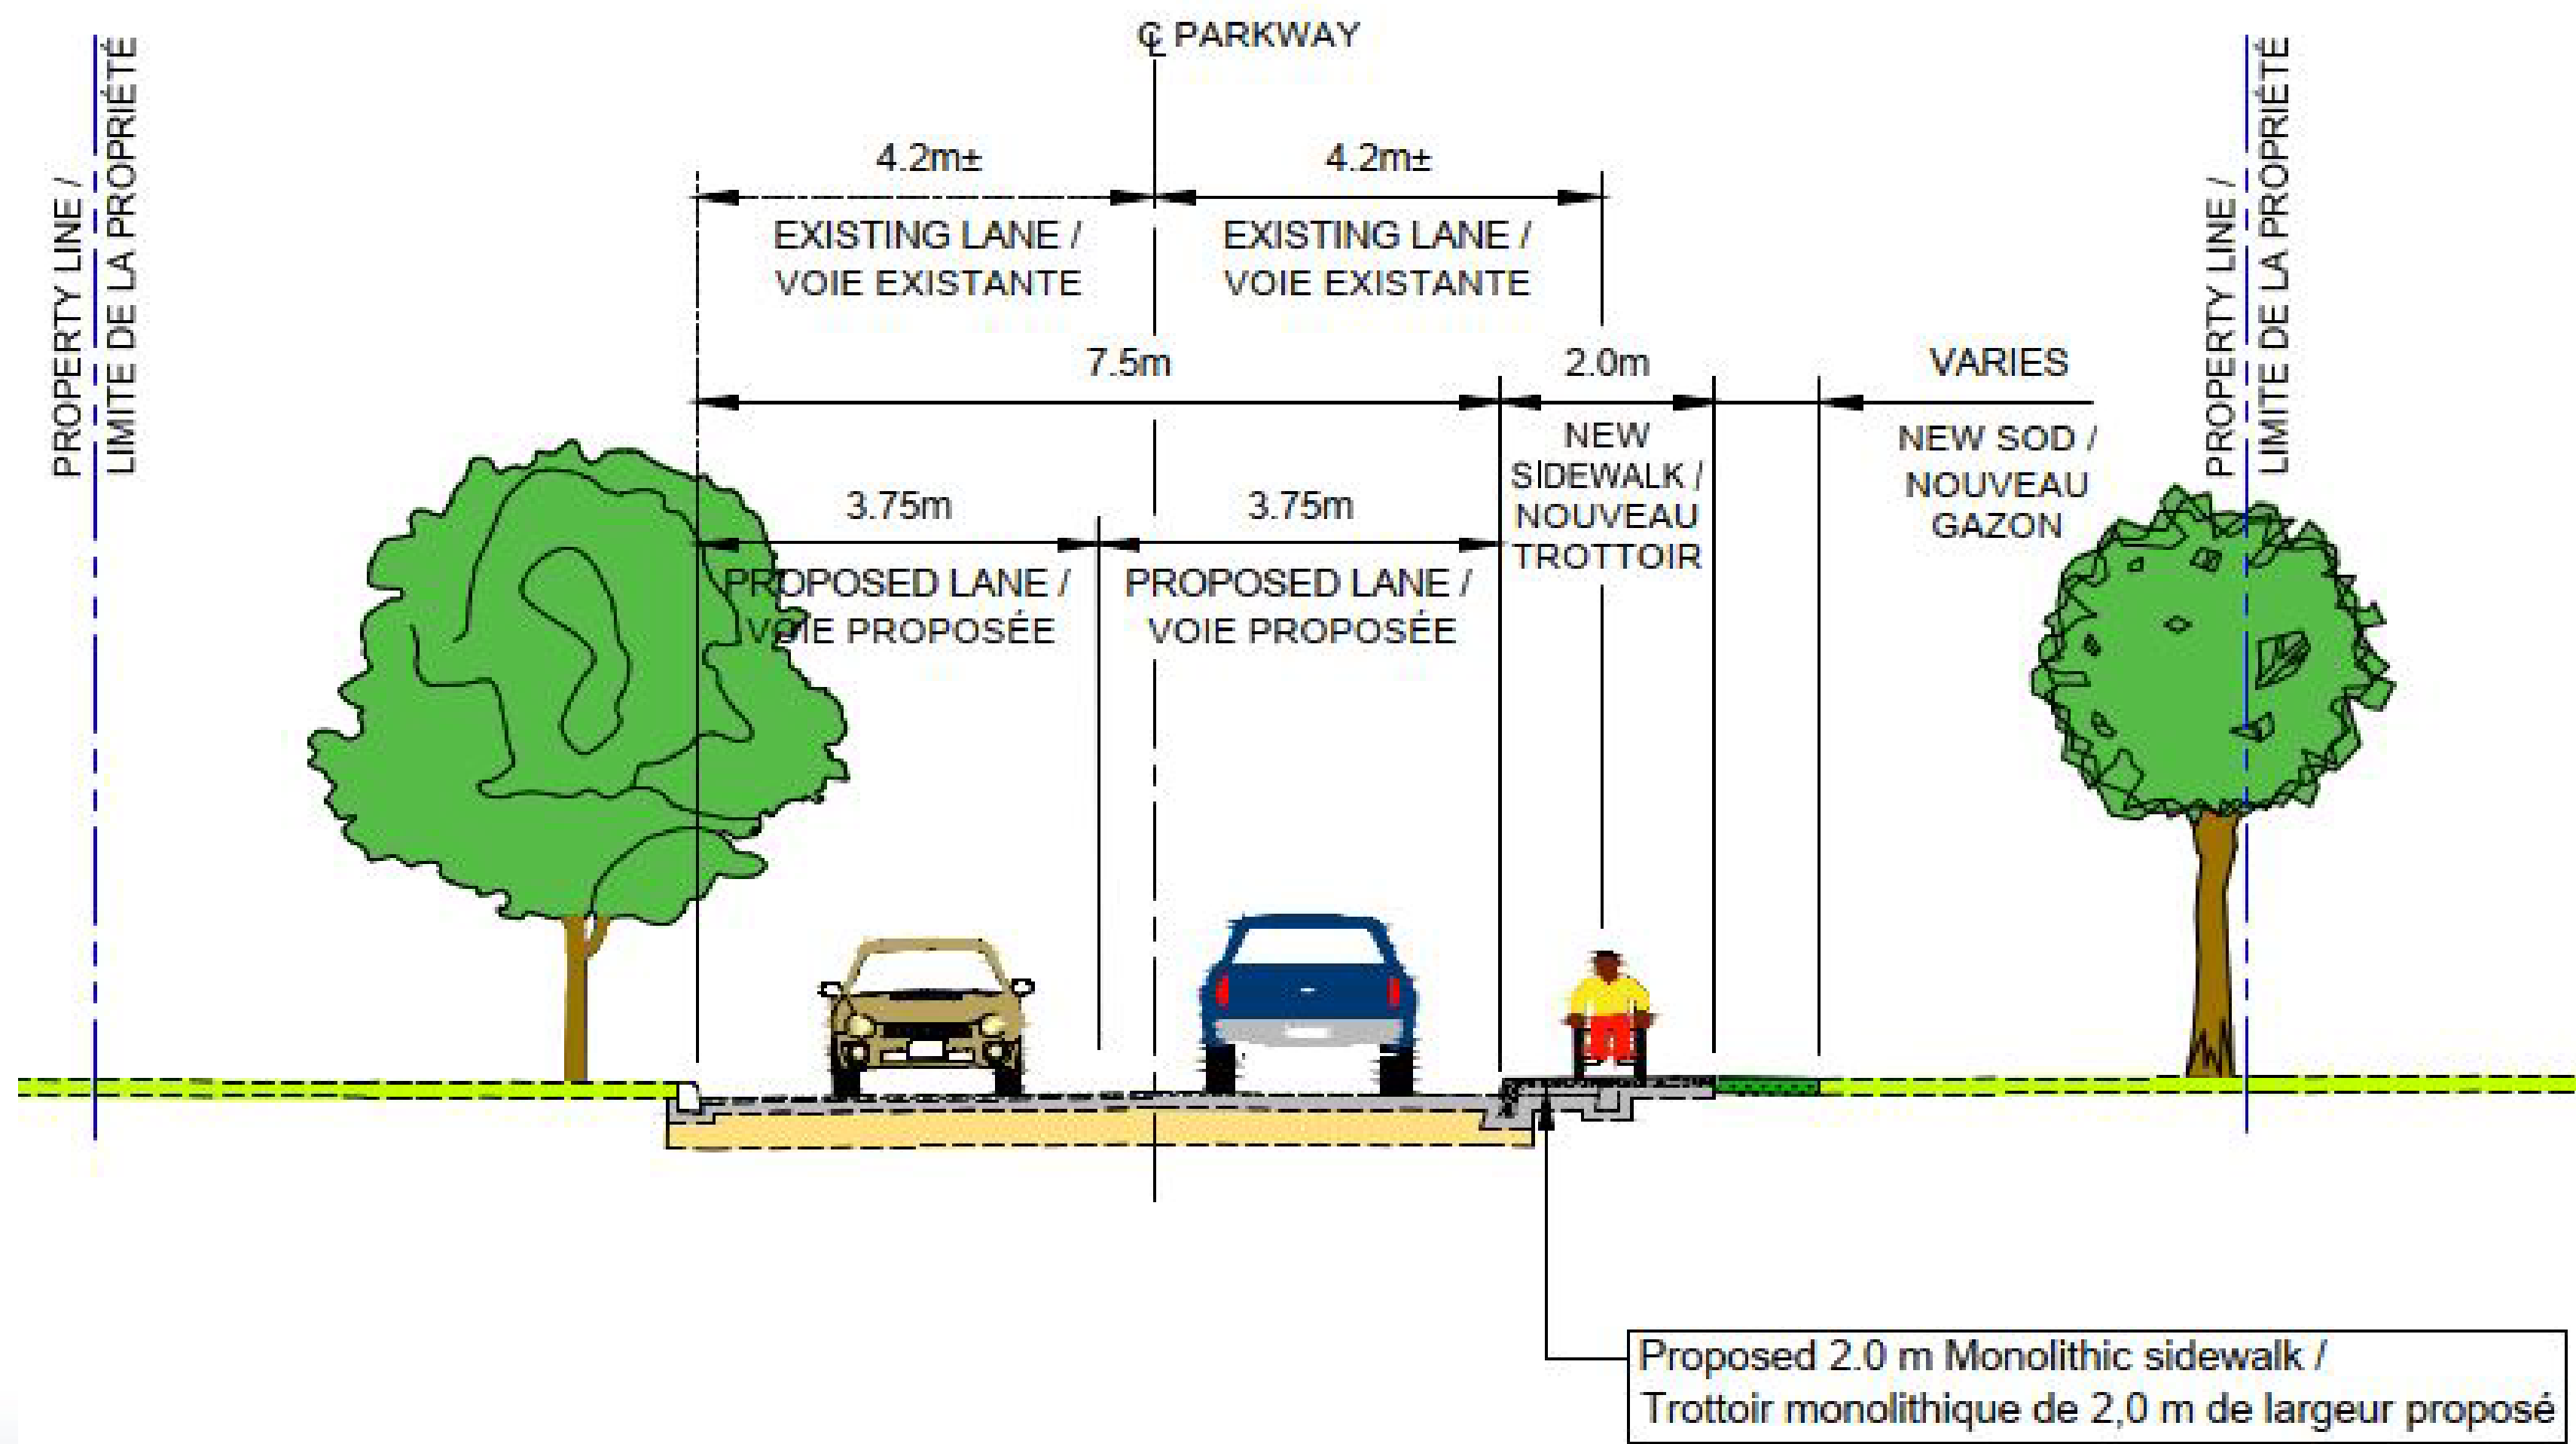 ℄ PARKWAY
PROPERTY LINE /
LIMITE DE LA PROPRIÉTÉ
4.2m±
4.2m±
EXISTING LANE /
VOIE EXISTANTE
EXISTING LANE /
VOIE EXISTANTE
PROPERTY LINE /
LIMITE DE LA PROPRIÉTÉ
7.5m
2.0m
VARIES
NEW
SIDEWALK /
NOUVEAU
TROTTOIR
NEW SOD /
NOUVEAU
GAZON
3.75m
3.75m
PROPOSED LANE /
VOIE PROPOSÉE
PROPOSED LANE /
VOIE PROPOSÉE
Proposed 2.0 m Monolithic sidewalk /
Trottoir monolithique de 2,0 m de largeur proposé